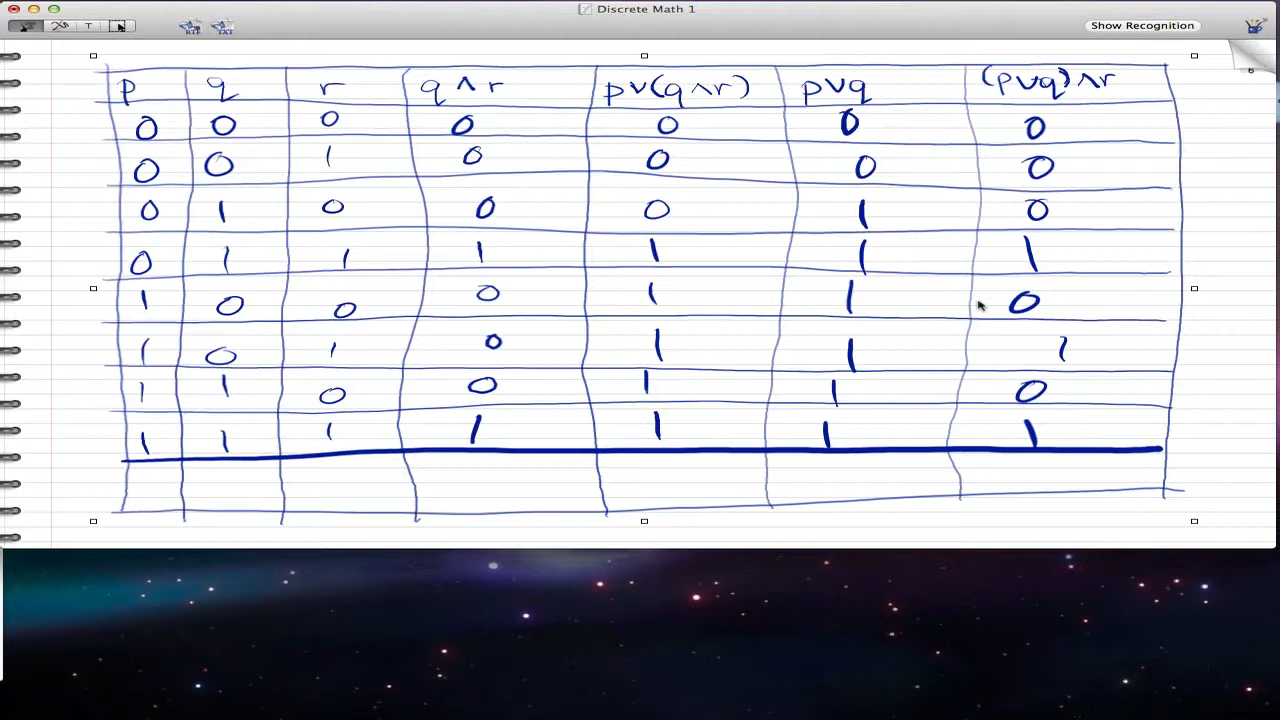 Discrete Math 1
T
RTF TXT
Show Recognition
6
p q r q ∧ r p∨(q∧r) p∨q (p∨q)∧r
0 0 0 0 0 0 0
0 0 1 0 0 0 0
0 1 0 0 0 1 0
0 1 1 1 1 1 1
1 0 0 0 1 1 0
1 0 1 0 1 1 1
1 1 0 0 1 1 0
1 1 1 1 1 1 1